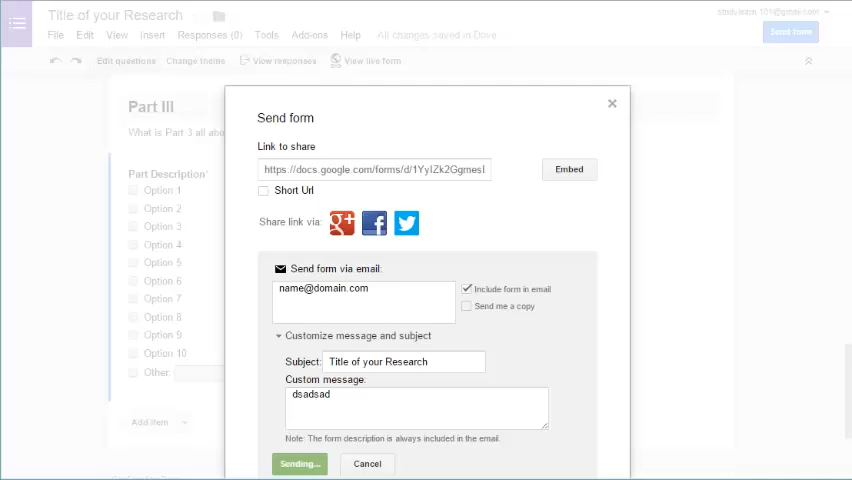 Title of your Research
File Edit View Insert Responses (0) Tools Add-ons Help All changes saved in Drive
Send form
Edit questions Change theme View responses View live form
Part III
What is Part 3 all abo
Part Description*
Option 1
Option 2
Option 3
Option 4
Option 5
Option 6
Option 7
Option 8
Option 9
Option 10
Other:
Add item
Send form
Link to share
https://docs.google.com/forms/d/1YyIZk2GgmesI
Embed
Short Url
Share link via:
Send form via email:
name@domain.com
Include form in email
Send me a copy
Customize message and subject
Subject: Title of your Research
Custom message:
dsadsad
Note: The form description is always included in the email.
Sending...
Cancel